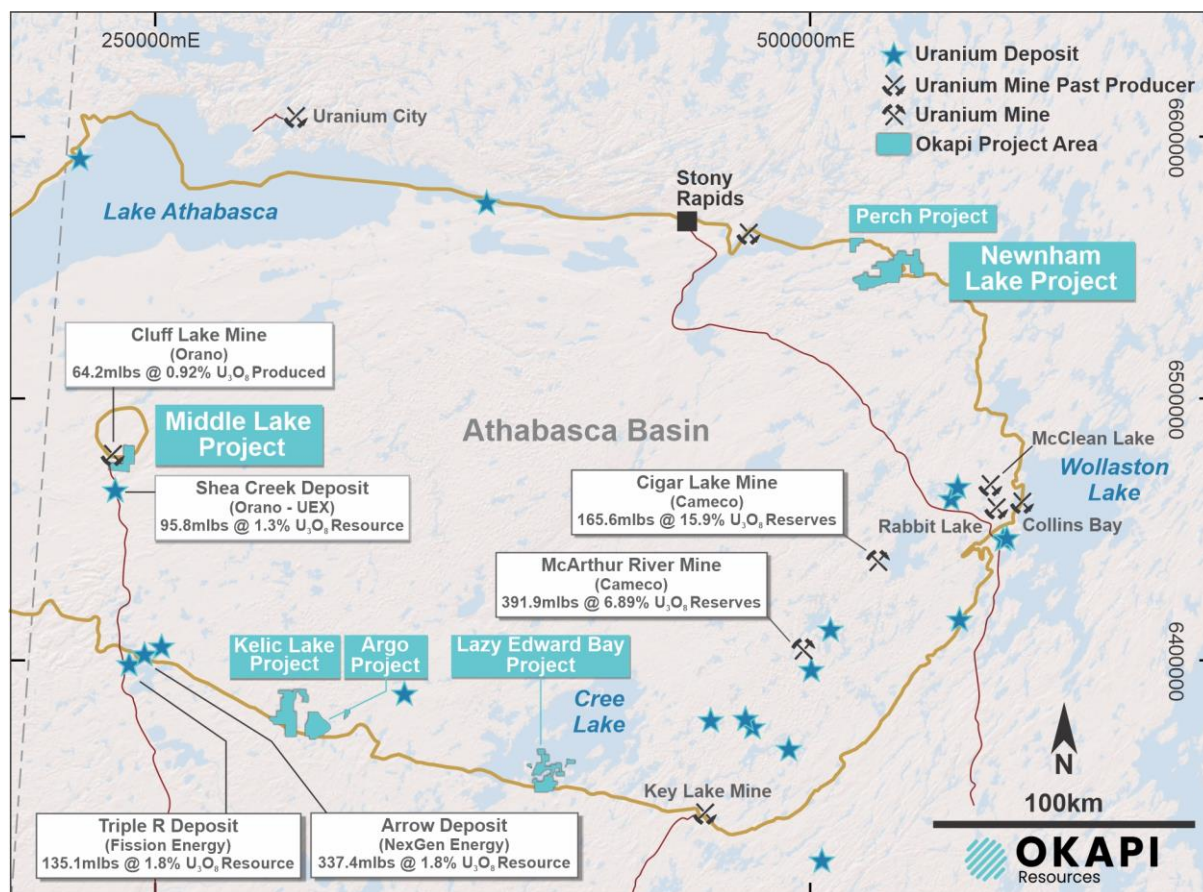 250000mE
500000mE
Uranium Deposit
Uranium Mine Past Producer
Uranium Mine
Okapi Project Area
6600000
Uranium City
Stony
Rapids
Lake Athabasca
Perch Project
Newnham
Lake Project
Cluff Lake Mine
(Orano)
64.2mlbs @ 0.92% U₃O₈ Produced
6500000
Middle Lake
Project
Athabasca Basin
McClean Lake
Wollaston
Lake
Shea Creek Deposit
(Orano - UEX)
95.8mlbs @ 1.3% U₃O₈ Resource
Cigar Lake Mine
(Cameco)
165.6mlbs @ 15.9% U₃O₈ Reserves
Rabbit Lake
Collins Bay
McArthur River Mine
(Cameco)
391.9mlbs @ 6.89% U₃O₈ Reserves
Kelic Lake
Project
Argo
Project
Lazy Edward Bay
Project
6400000
Cree
Lake
N
Key Lake Mine
100km
Triple R Deposit
(Fission Energy)
135.1mlbs @ 1.8% U₃O₈ Resource
Arrow Deposit
(NexGen Energy)
337.4mlbs @ 1.8% U₃O₈ Resource
OKAPI
Resources